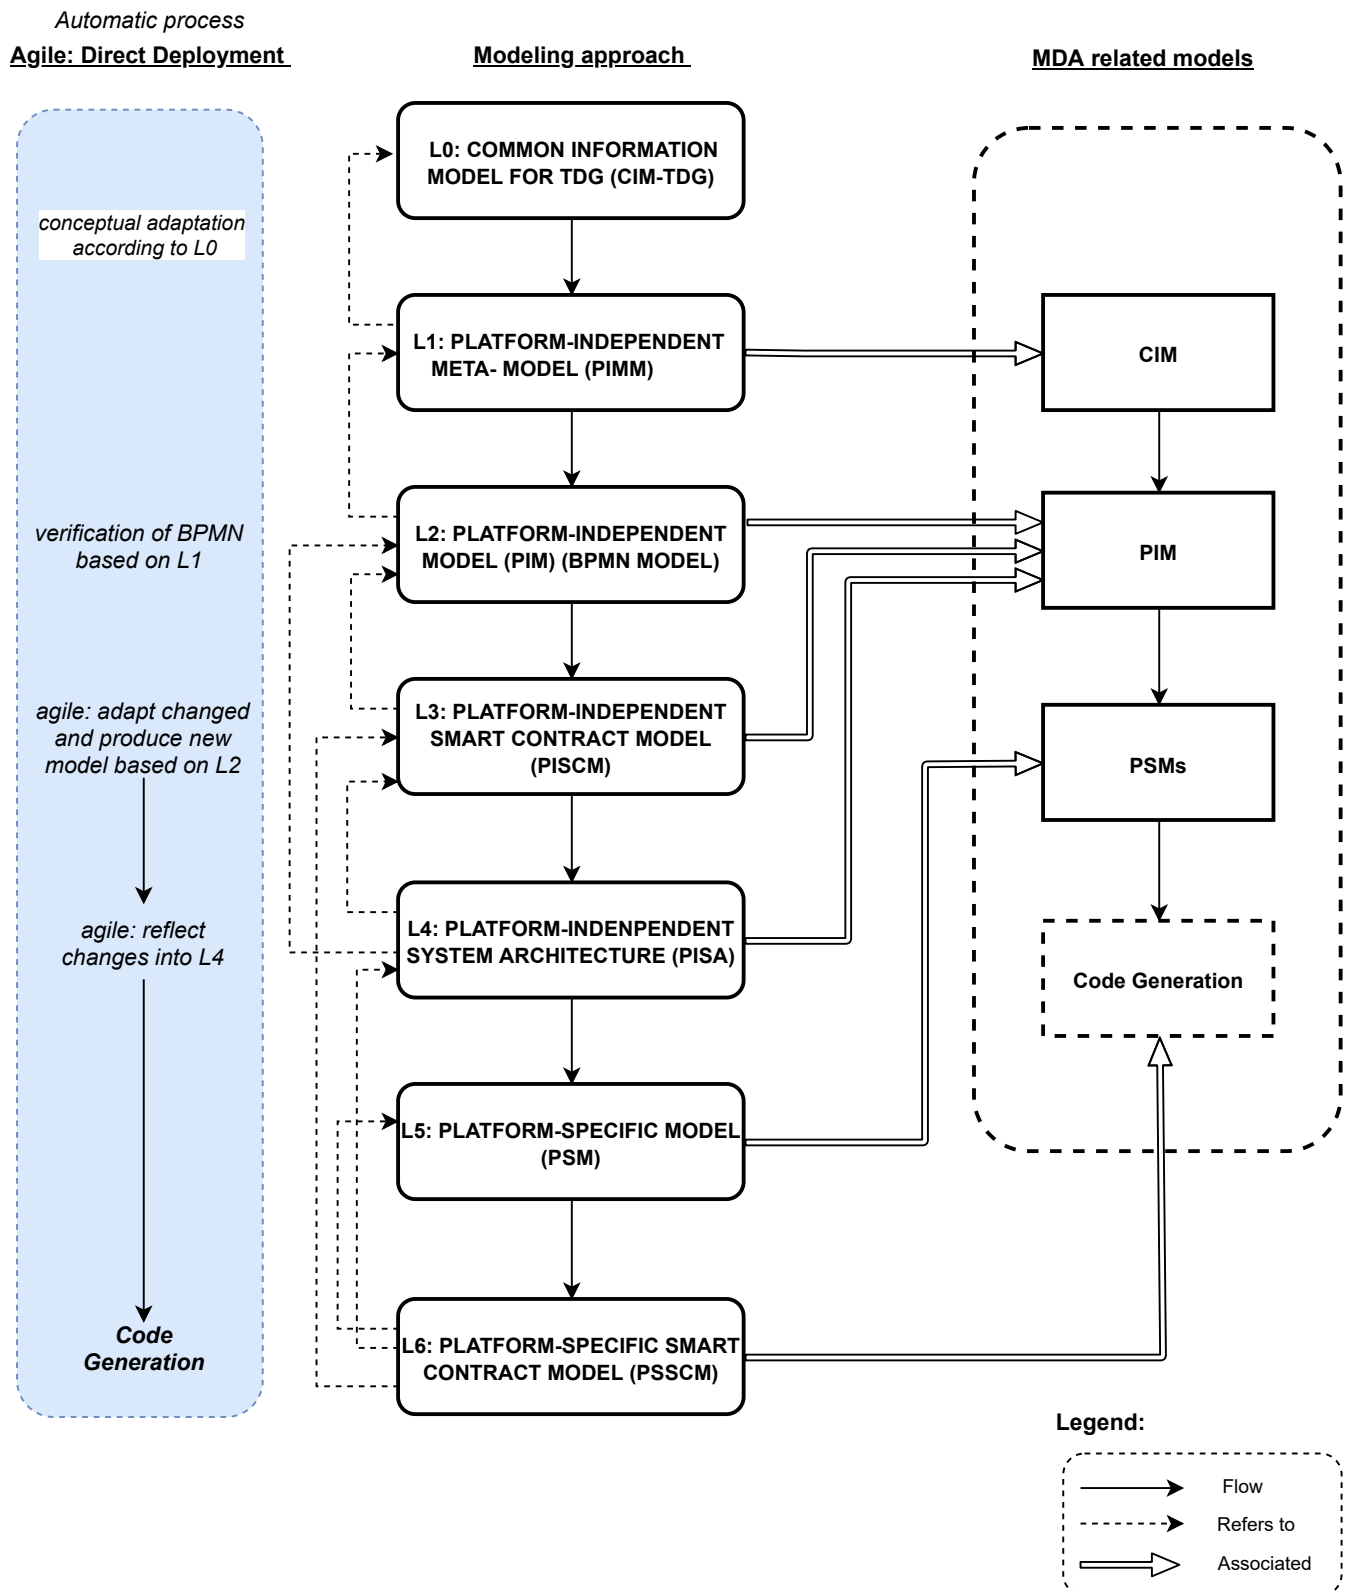 Automatic process
Agile: Direct Deployment
conceptual adaptation
according to L0
verification of BPMN
based on L1
agile: adapt changed
and produce new
model based on L2
agile: reflect
changes into L4
Code
Generation
Modeling approach
L0: COMMON INFORMATION
MODEL FOR TDG (CIM-TDG)
L1: PLATFORM-INDEPENDENT
META- MODEL (PIMM)
L2: PLATFORM-INDEPENDENT
MODEL (PIM) (BPMN MODEL)
L3: PLATFORM-INDEPENDENT
SMART CONTRACT MODEL
(PISCM)
L4: PLATFORM-INDENPENDENT
SYSTEM ARCHITECTURE (PISA)
L5: PLATFORM-SPECIFIC MODEL
(PSM)
L6: PLATFORM-SPECIFIC SMART
CONTRACT MODEL (PSSCM)
MDA related models
CIM
PIM
PSMs
Code Generation
Legend:
Flow
Refers to
Associated